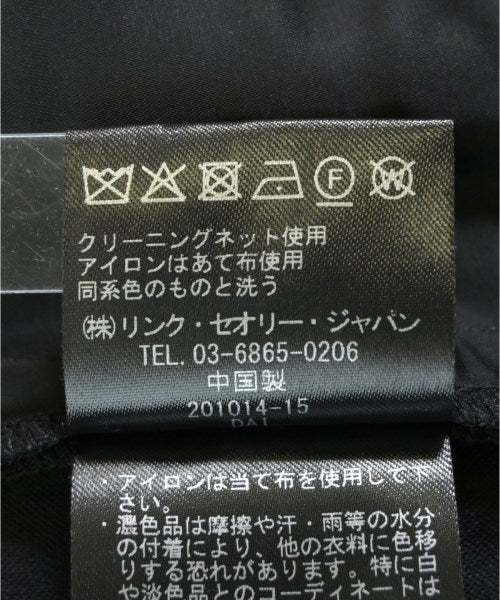 F W
クリーニングネット使用
アイロンはあて布使用
同系色のものと洗う
㈱リンク・セオリー・ジャパン
TEL. 03-6865-0206
中国製
201014-15
DAI
・アイロンは当て布を使用して下
さい。
・濃色品は摩擦や汗・雨等の水分
の付着により、他の衣料に色移
りする恐れがあります。特に白
や淡色品とのコーディネートは